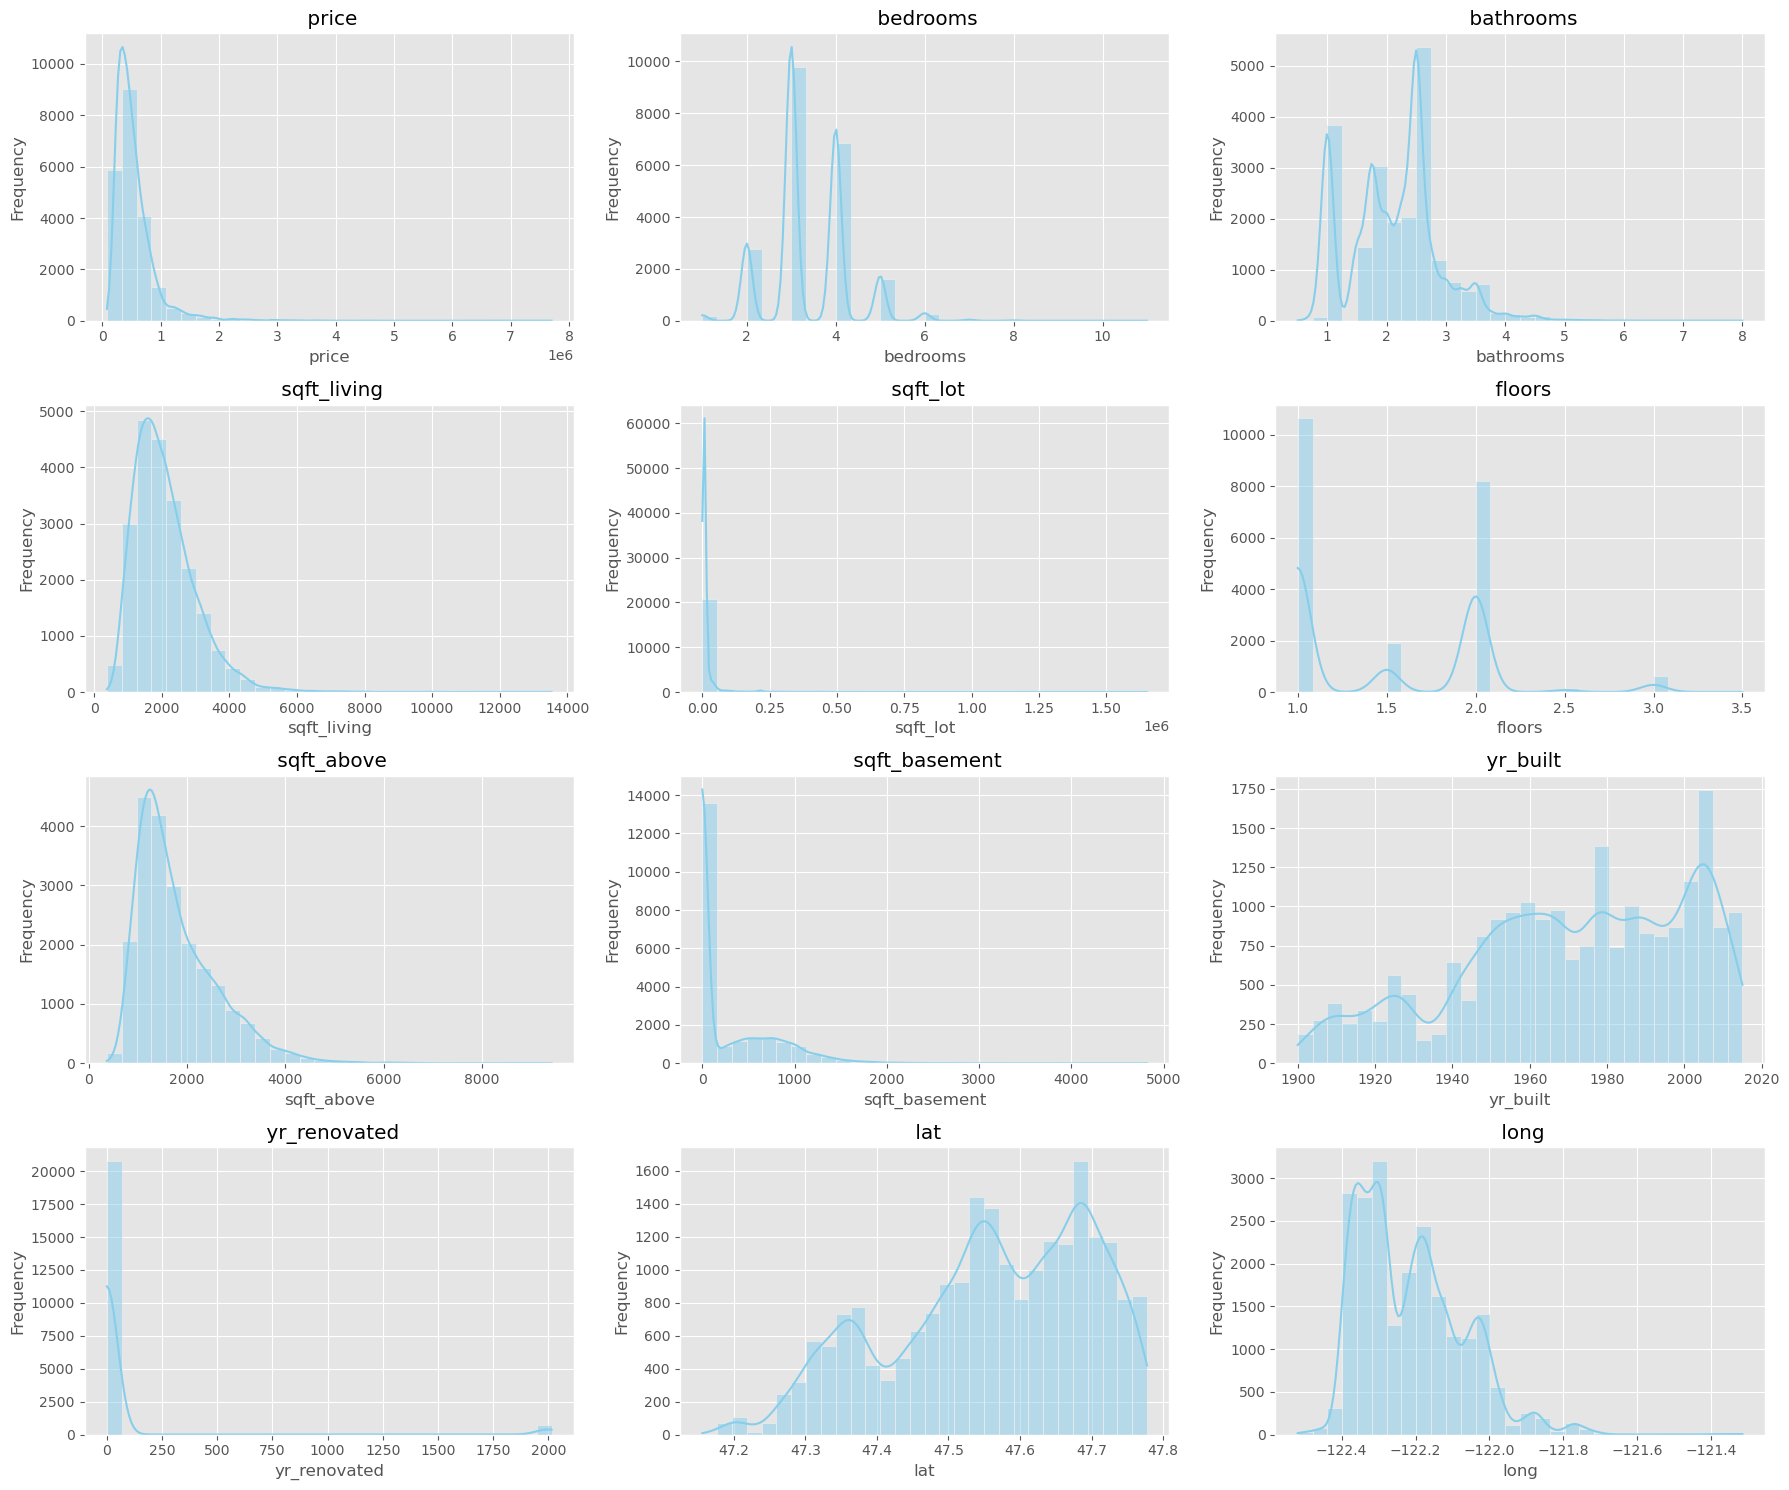 price
Frequency
10000
8000
6000
4000
2000
0
0 1 2 3 4 5 6 7 8
1e6
price
bedrooms
Frequency
10000
8000
6000
4000
2000
0
2 4 6 8 10
bedrooms
bathrooms
Frequency
5000
4000
3000
2000
1000
0
1 2 3 4 5 6 7 8
bathrooms
sqft_living
Frequency
5000
4000
3000
2000
1000
0
0 2000 4000 6000 8000 10000 12000 14000
sqft_living
sqft_lot
Frequency
60000
50000
40000
30000
20000
10000
0
0.00 0.25 0.50 0.75 1.00 1.25 1.50
1e6
sqft_lot
floors
Frequency
10000
8000
6000
4000
2000
0
1.0 1.5 2.0 2.5 3.0 3.5
floors
sqft_above
Frequency
4000
3000
2000
1000
0
0 2000 4000 6000 8000
sqft_above
sqft_basement
Frequency
14000
12000
10000
8000
6000
4000
2000
0
0 1000 2000 3000 4000 5000
sqft_basement
yr_built
Frequency
1750
1500
1250
1000
750
500
250
0
1900 1920 1940 1960 1980 2000 2020
yr_built
yr_renovated
Frequency
20000
17500
15000
12500
10000
7500
5000
2500
0
0 250 500 750 1000 1250 1500 1750 2000
yr_renovated
lat
Frequency
1600
1400
1200
1000
800
600
400
200
0
47.2 47.3 47.4 47.5 47.6 47.7 47.8
lat
long
Frequency
3000
2500
2000
1500
1000
500
0
−122.4 −122.2 −122.0 −121.8 −121.6 −121.4
long